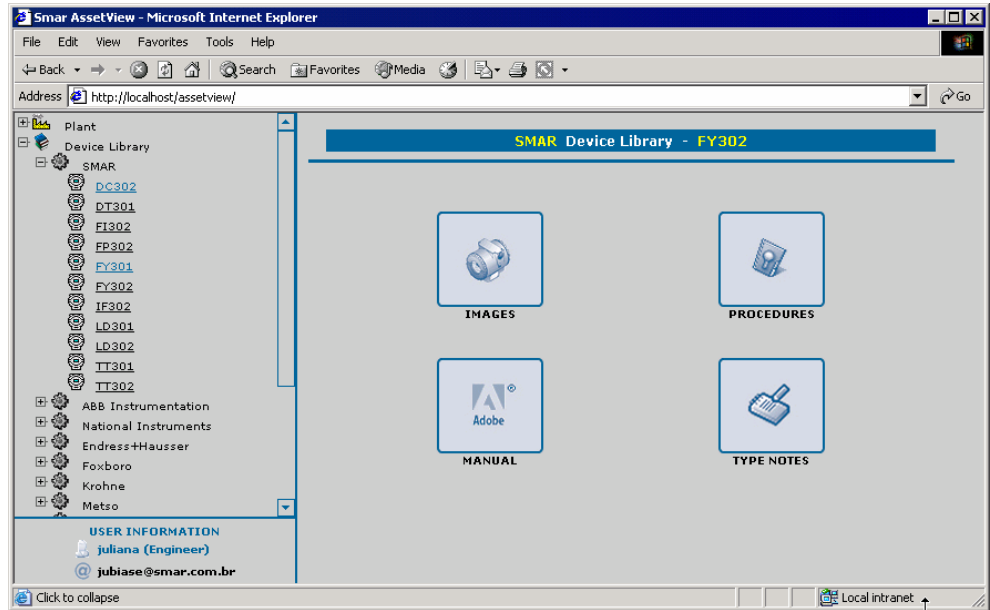 Smar AssetView - Microsoft Internet Explorer
File Edit View Favorites Tools Help
Back Search Favorites Media
Address http://localhost/assetview/ Go
Plant
Device Library
SMAR
DC302
DT301
FI302
FP302
FY301
FY302
IF302
LD301
LD302
TT301
TT302
ABB Instrumentation
National Instruments
Endress+Hausser
Foxboro
Krohne
Metso
USER INFORMATION
juliana (Engineer)
@ jubiase@smar.com.br
SMAR Device Library - FY302
IMAGES
PROCEDURES
Adobe ®
MANUAL
TYPE NOTES
Click to collapse Local intranet